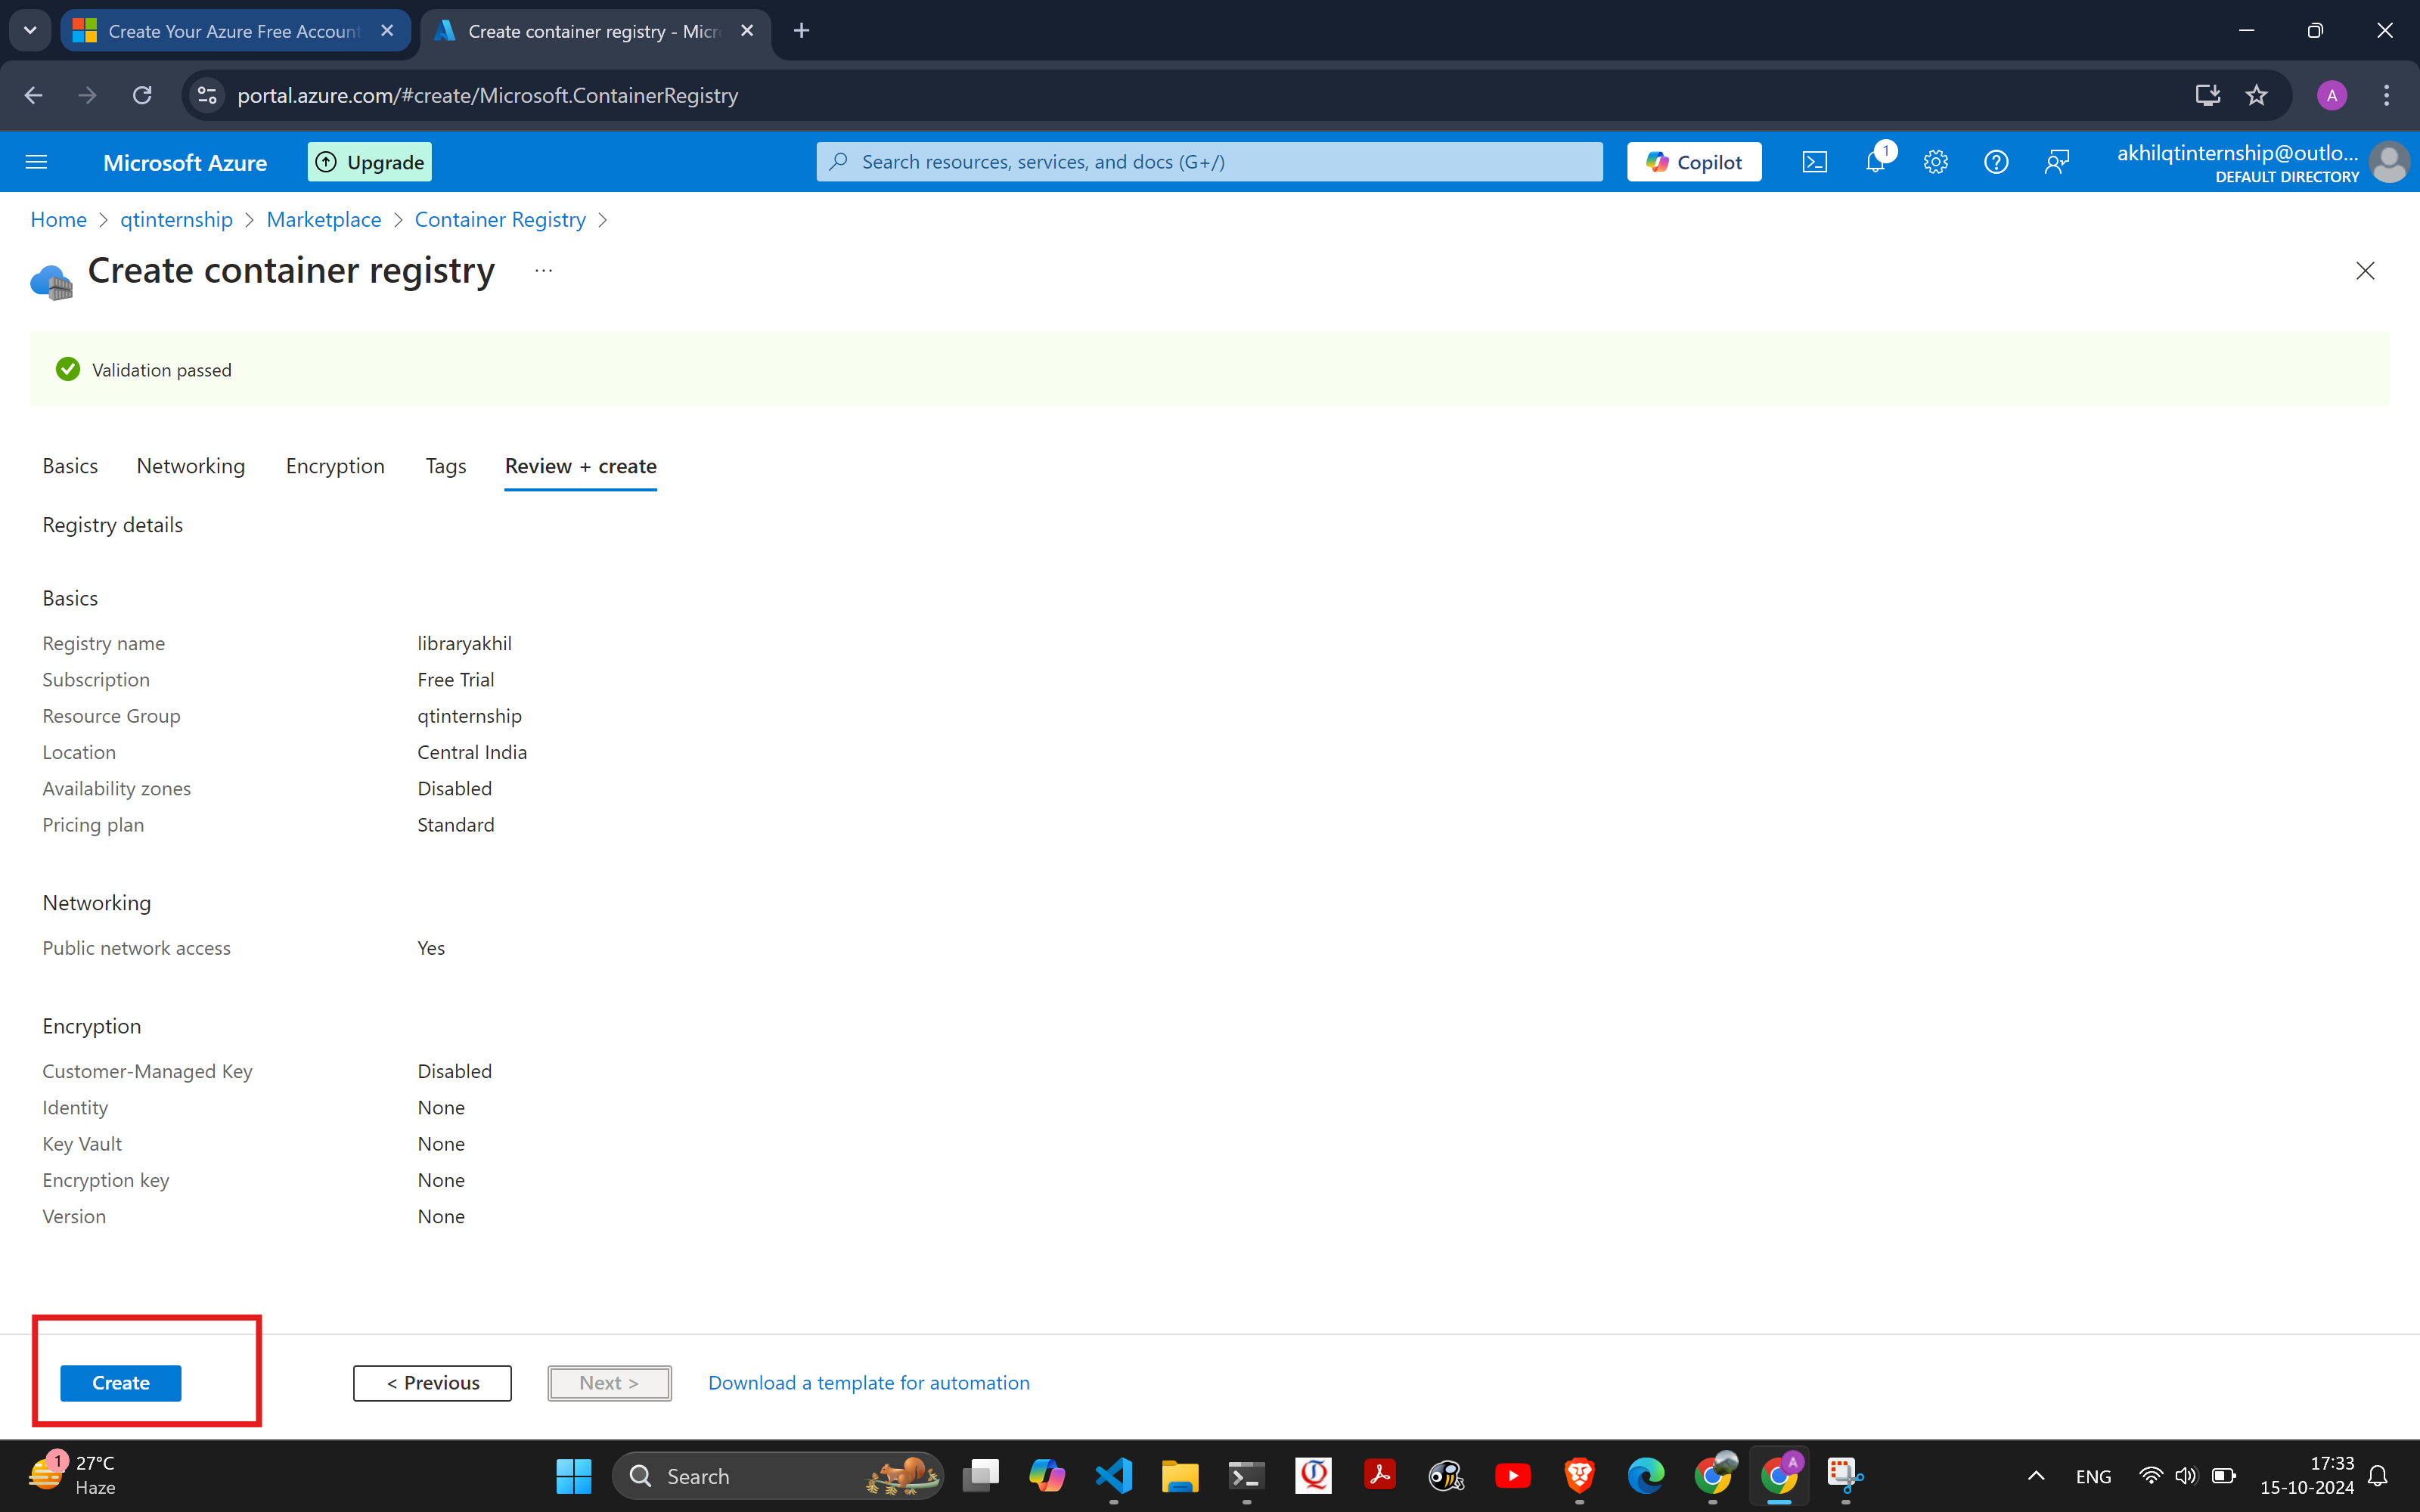 Create Your Azure Free Account
Create container registry - Micr
portal.azure.com/#create/Microsoft.ContainerRegistry
A
Microsoft Azure
Upgrade
Search resources, services, and docs (G+/)
Copilot
1
akhilqtinternship@outlo...
DEFAULT DIRECTORY
Home > qtinternship > Marketplace > Container Registry >
Create container registry ...
Validation passed
Basics Networking Encryption Tags Review + create
Registry details
Basics
Registry name libraryakhil
Subscription Free Trial
Resource Group qtinternship
Location Central India
Availability zones Disabled
Pricing plan Standard
Networking
Public network access Yes
Encryption
Customer-Managed Key Disabled
Identity None
Key Vault None
Encryption key None
Version None
Create
< Previous
Next >
Download a template for automation
1
27°C
Haze
Search
A
ENG
17:33
15-10-2024